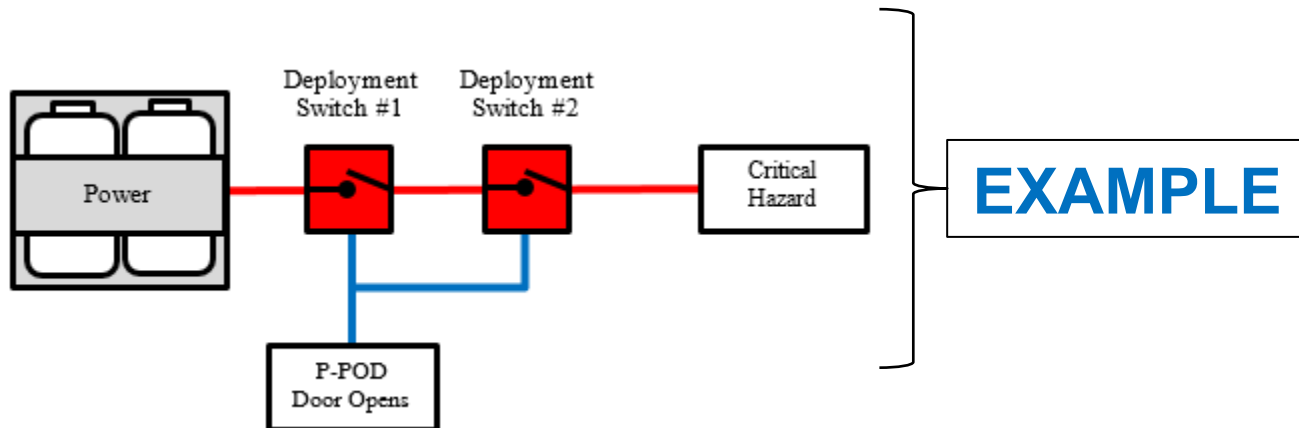 Deployment
Switch #1
Deployment
Switch #2
Power
Critical
Hazard
EXAMPLE
P-POD
Door Opens